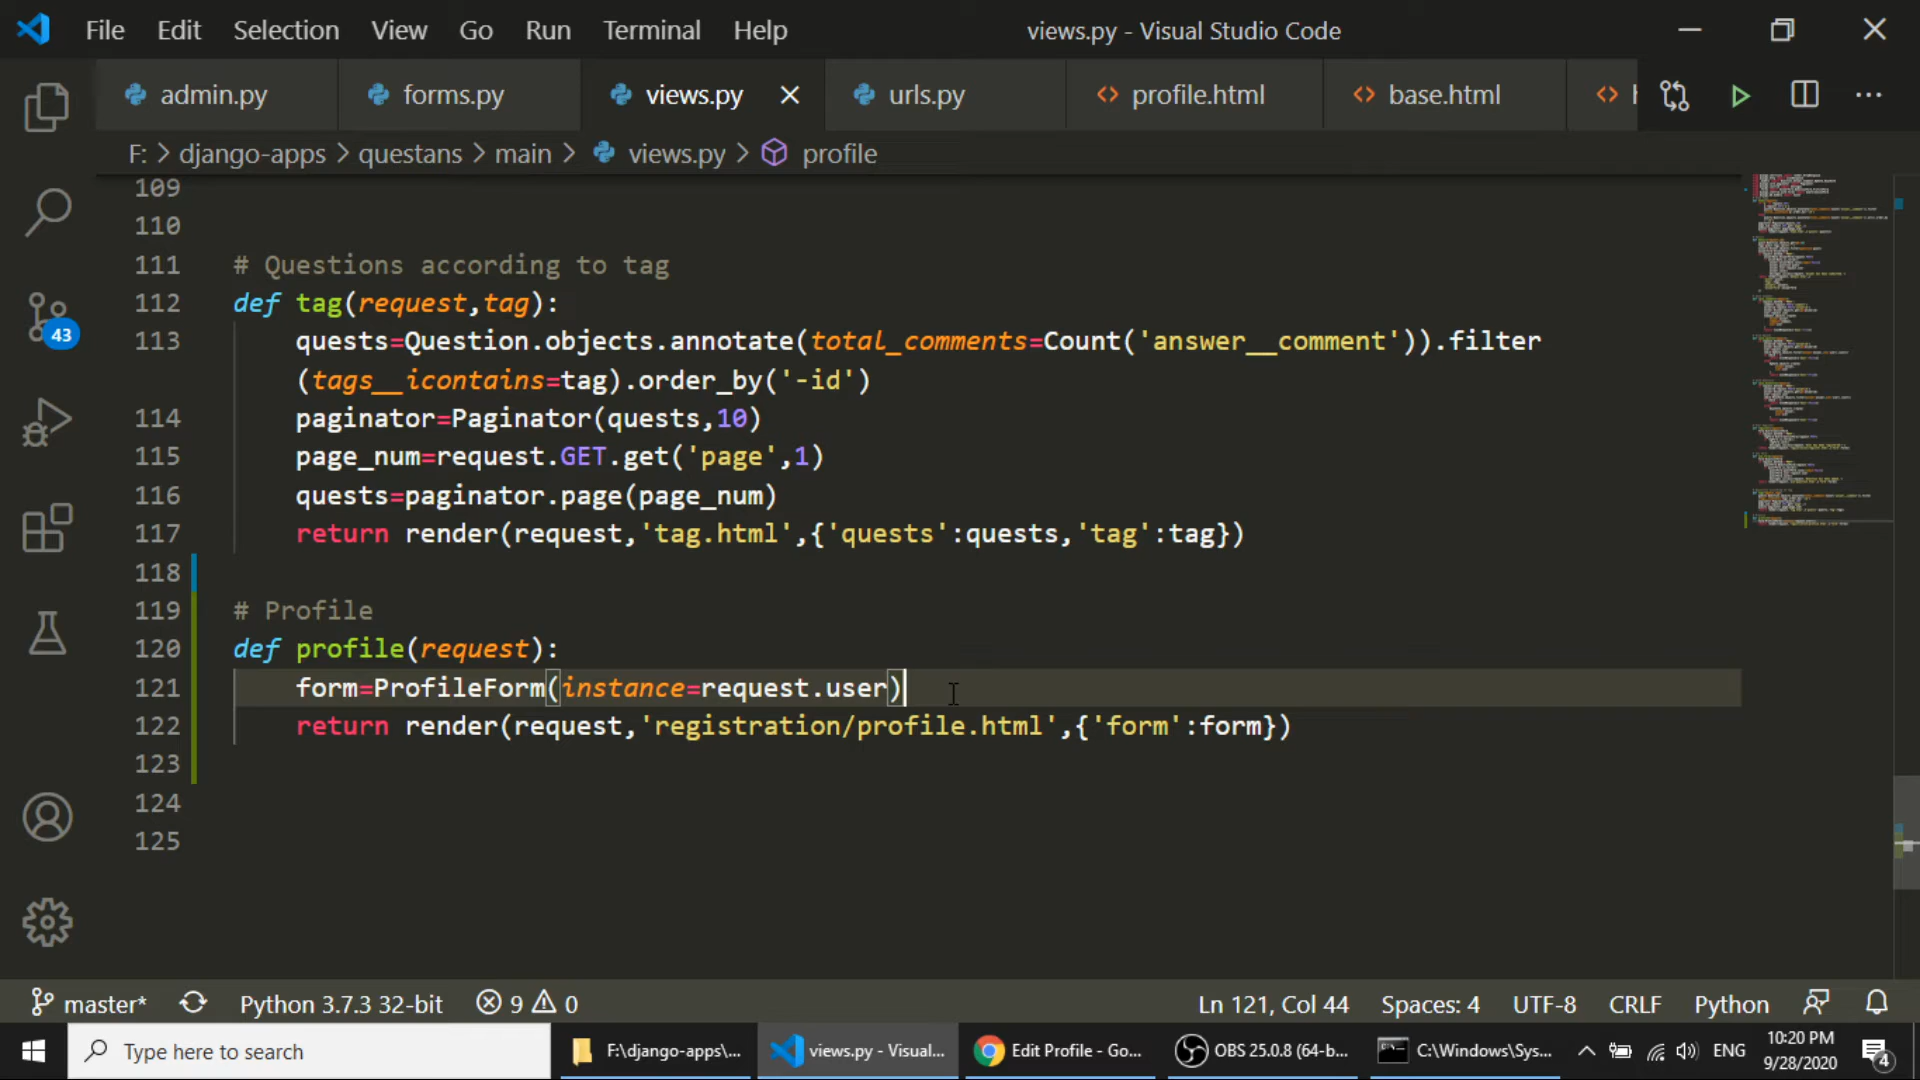 File Edit Selection View Go Run Terminal Help views.py - Visual Studio Code
admin.py forms.py views.py urls.py profile.html base.html
F: > django-apps > questans > main > views.py > profile
109
110
111 # Questions according to tag
112 def tag(request,tag):
113 quests=Question.objects.annotate(total_comments=Count('answer__comment')).filter
(tags__icontains=tag).order_by('-id')
114 paginator=Paginator(quests,10)
115 page_num=request.GET.get('page',1)
116 quests=paginator.page(page_num)
117 return render(request,'tag.html',{'quests':quests,'tag':tag})
118
119 # Profile
120 def profile(request):
121 form=ProfileForm(instance=request.user)
122 return render(request,'registration/profile.html',{'form':form})
123
124
125
43
master* Python 3.7.3 32-bit 9 0 Ln 121, Col 44 Spaces: 4 UTF-8 CRLF Python
Type here to search F:\django-apps\... views.py - Visual... Edit Profile - Go... OBS 25.0.8 (64-b... C:\Windows\Sys... ENG 10:20 PM
9/28/2020 4